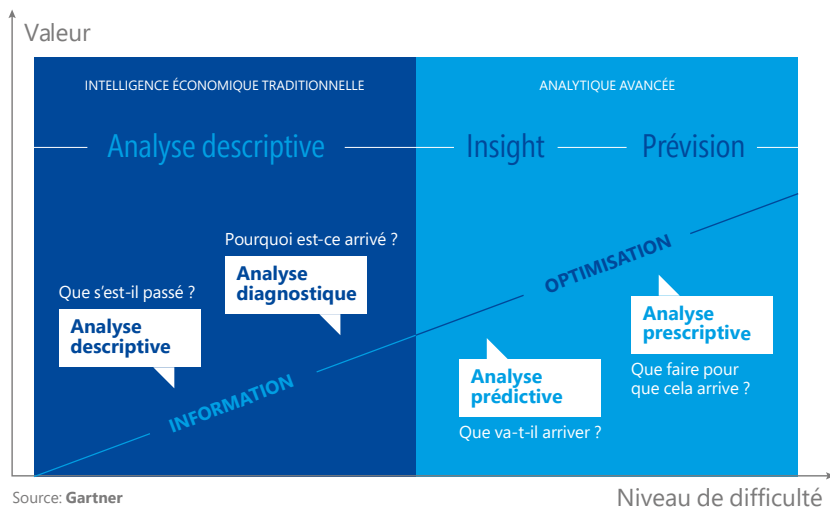 Valeur
INTELLIGENCE ÉCONOMIQUE TRADITIONNELLE
ANALYTIQUE AVANCÉE
Analyse descriptive
Insight
Prévision
Pourquoi est-ce arrivé ?
Analyse
diagnostique
Que s'est-il passé ?
Analyse
descriptive
INFORMATION
OPTIMISATION
Analyse
prescriptive
Que faire pour
que cela arrive ?
Analyse
prédictive
Que va-t-il arriver ?
Source: Gartner
Niveau de difficulté